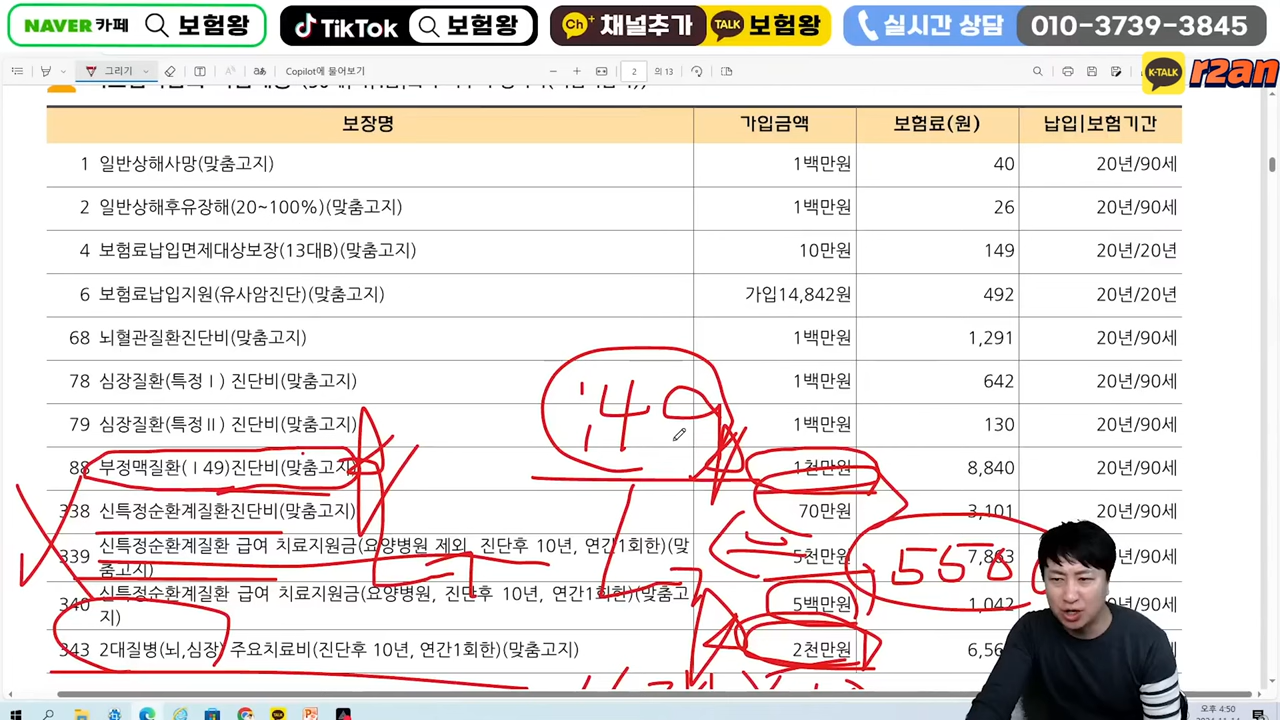 NAVER 카페 보험왕 TikTok 보험왕 Ch+ 채널추가 TALK 보험왕 실시간 상담 010-3739-3845
그리기 Copilot에 물어보기 2 의 13 K-TALK r2an
보장명 가입금액 보험료(원) 납입|보험기간
1 일반상해사망(맞춤고지) 1백만원 40 20년/90세
2 일반상해후유장해(20~100%)(맞춤고지) 1백만원 26 20년/90세
4 보험료납입면제대상보장(13대B)(맞춤고지) 10만원 149 20년/20년
6 보험료납입지원(유사암진단)(맞춤고지) 가입14,842원 492 20년/20년
68 뇌혈관질환진단비(맞춤고지) 1백만원 1,291 20년/90세
78 심장질환(특정Ⅰ) 진단비(맞춤고지) 1백만원 642 20년/90세
79 심장질환(특정Ⅱ) 진단비(맞춤고지) 1백만원 130 20년/90세
88 부정맥질환(Ⅰ49)진단비(맞춤고지) 1천만원 8,840 20년/90세
338 신특정순환계질환진단비(맞춤고지) 70만원 3,101 20년/90세
339 신특정순환계질환 급여 치료지원금(요양병원 제외, 진단후 10년, 연간1회한)(맞
춤고지) 5천만원 /90세
340 신특정순환계질환 급여 치료지원금(요양병원, 진단후 10년, 연간1회한)(맞춤고
지) 5백만원 1,042 /90세
343 2대질병(뇌,심장) 주요치료비(진단후 10년, 연간1회한)(맞춤고지) 2천만원
오후 4:50